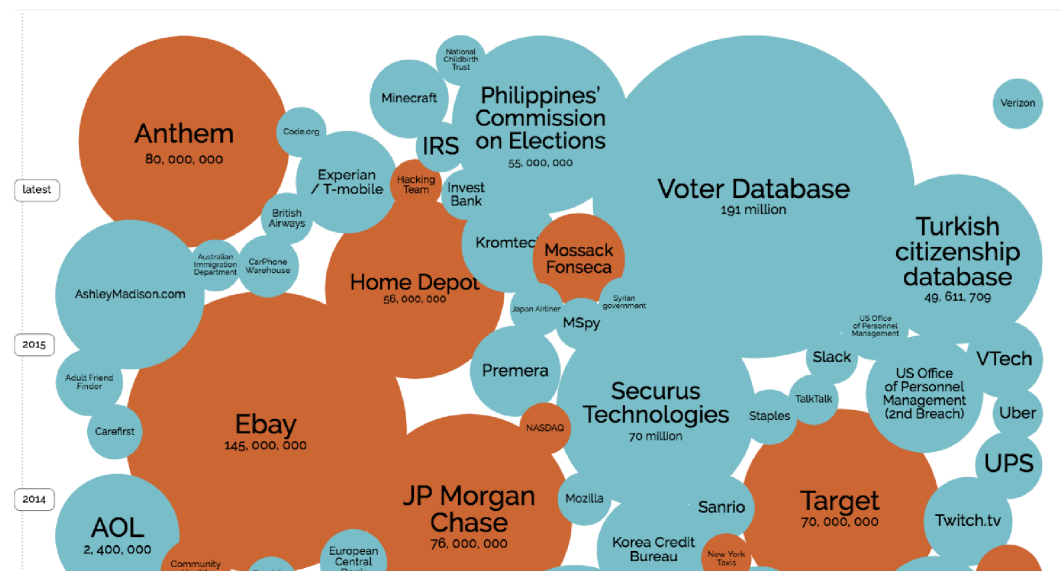 National
Childbirth
Trust
Minecraft
Philippines'
Commission
on Elections
55, 000, 000
Verizon
Anthem
80, 000, 000
Code.org
IRS
Experian
/ T-mobile
Hacking
Team
Invest
Bank
Voter Database
191 million
latest
British
Airways
Turkish
citizenship
database
49, 611, 709
Kromtech
Mossack
Fonseca
Australian
Immigration
Department
CarPhone
Warehouse
AshleyMadison.com
Home Depot
56, 000, 000
Syrian
government
Japan Airlines
MSpy
US Office
of Personnel
Management
2015
Slack
VTech
Premera
Adult Friend
Finder
US Office
of Personnel
Management
(2nd Breach)
Securus
Technologies
70 million
TalkTalk
Staples
Uber
Ebay
145, 000, 000
NASDAQ
Carefirst
UPS
2014
JP Morgan
Chase
76, 000, 000
Mozilla
Sanrio
Target
70, 000, 000
Twitch.tv
AOL
2, 400, 000
Korea Credit
Bureau
European
Central
New York
Taxis
Community